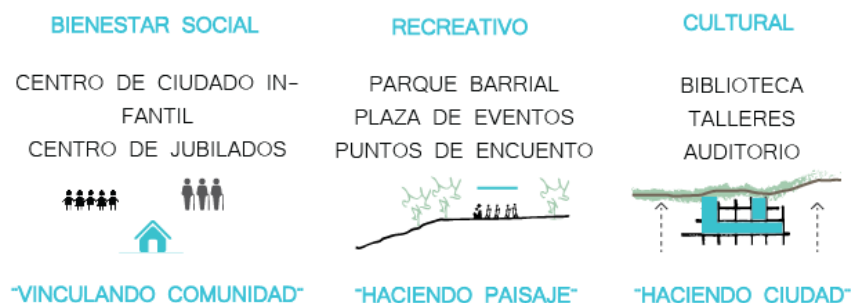 BIENESTAR SOCIAL
CENTRO DE CIUDADO IN-
FANTIL
CENTRO DE JUBILADOS
"VINCULANDO COMUNIDAD"
RECREATIVO
PARQUE BARRIAL
PLAZA DE EVENTOS
PUNTOS DE ENCUENTO
"HACIENDO PAISAJE"
CULTURAL
BIBLIOTECA
TALLERES
AUDITORIO
"HACIENDO CIUDAD"